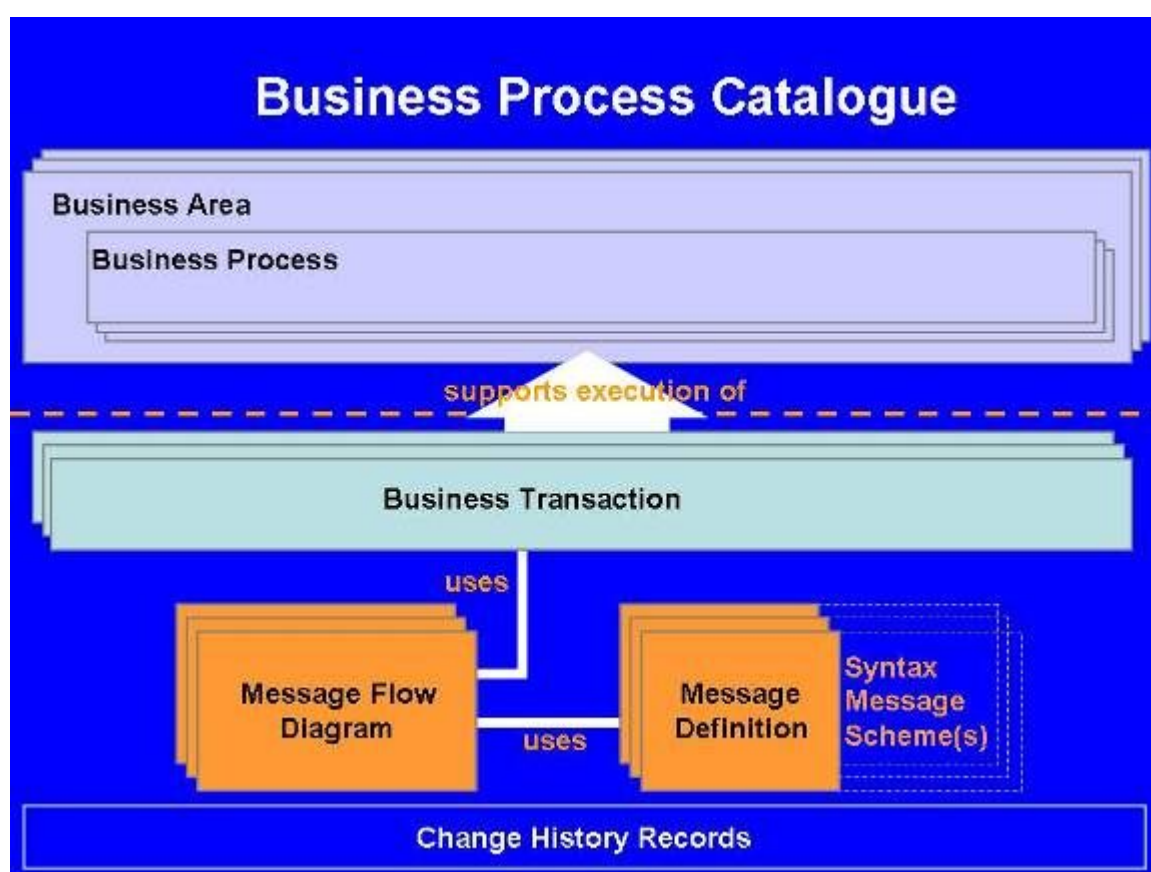 Business Process Catalogue
Business Area
Business Process
supports execution of
Business Transaction
uses
Message Flow
Diagram
uses
Message
Definition
Syntax
Message
Scheme(s)
Change History Records